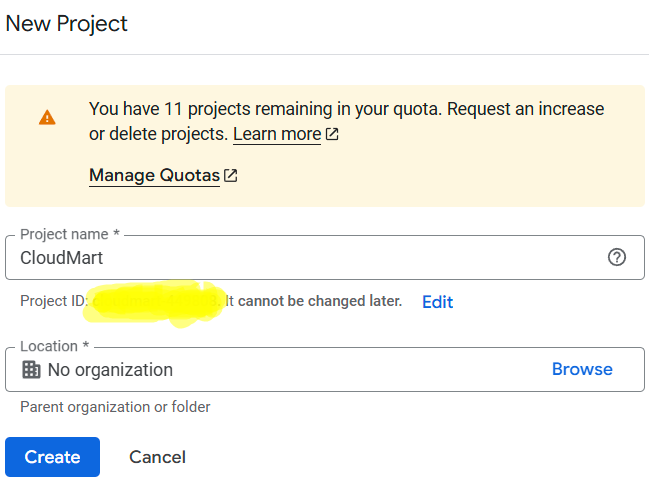 New Project
You have 11 projects remaining in your quota. Request an increase
or delete projects. Learn more
Manage Quotas
Project name *
CloudMart
Project ID: It cannot be changed later. Edit
Location *
No organization Browse
Parent organization or folder
Create Cancel